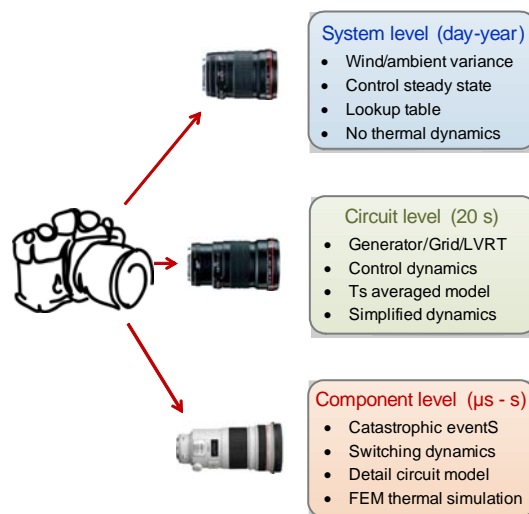 System level (day-year)
• Wind/ambient variance
• Control steady state
• Lookup table
• No thermal dynamics
Circuit level (20 s)
• Generator/Grid/LVRT
• Control dynamics
• Ts averaged model
• Simplified dynamics
Component level (µs - s)
• Catastrophic eventS
• Switching dynamics
• Detail circuit model
• FEM thermal simulation